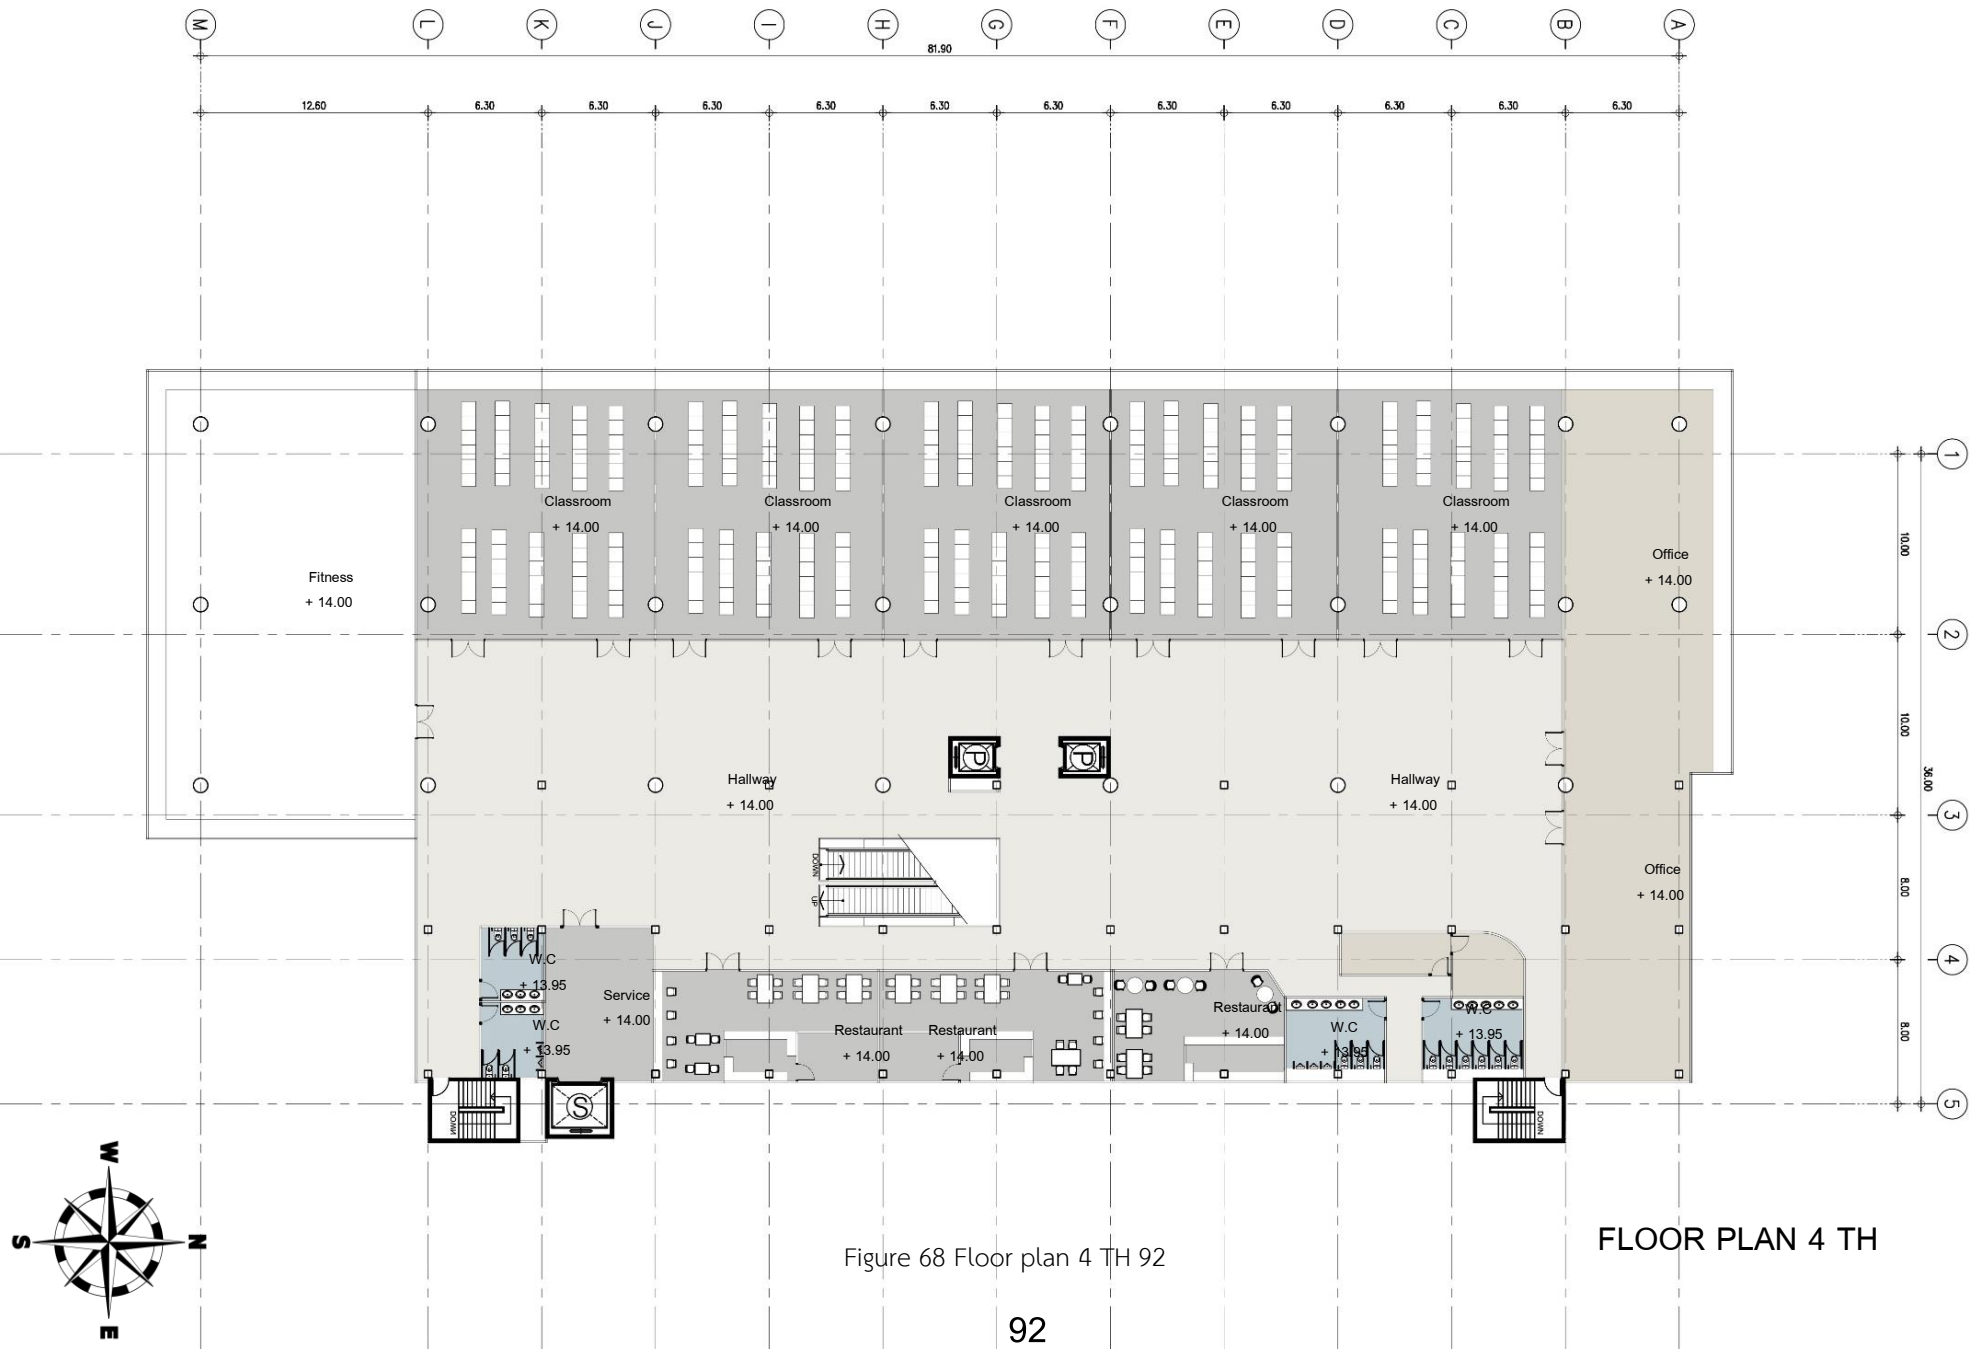 M L K J I H G F E D C B A
81.90
12.60 6.30 6.30 6.30 6.30 6.30 6.30 6.30 6.30 6.30 6.30 6.30
1
Classroom Classroom Classroom Classroom Classroom
+ 14.00 + 14.00 + 14.00 + 14.00 + 14.00
10.00
Office
+ 14.00
Fitness
+ 14.00
2
10.00
P P
Hallway Hallway
+ 14.00 + 14.00
36.00
3
DOWN
UP
Office
+ 14.00
8.00
W.C
+ 13.95
4
Service
+ 14.00
W.C
+ 13.95
Restaurant Restaurant
+ 14.00 + 14.00
Restaurant
+ 14.00
W.C
+ 13.95
W.C
+ 13.95
8.00
S
DOWN DOWN
5
W
S N
E
Figure 68 Floor plan 4 TH 92
FLOOR PLAN 4 TH
92